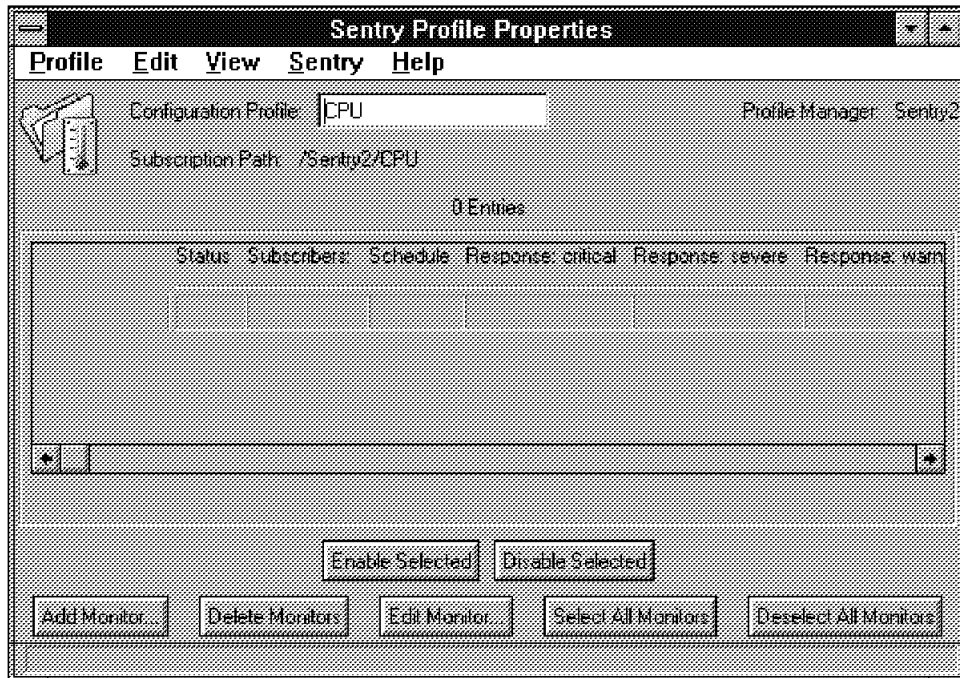 Sentry Profile Properties
Profile Edit View Sentry Help
Configuration Profile: CPU Profile Manager: Sentry2
Subscription Path: /Sentry2/CPU
0 Entries
Status Subscribers: Schedule Response: critical Response: severe Response: warn
Enable Selected Disable Selected
Add Monitor... Delete Monitors Edit Monitor... Select All Monitors Deselect All Monitors